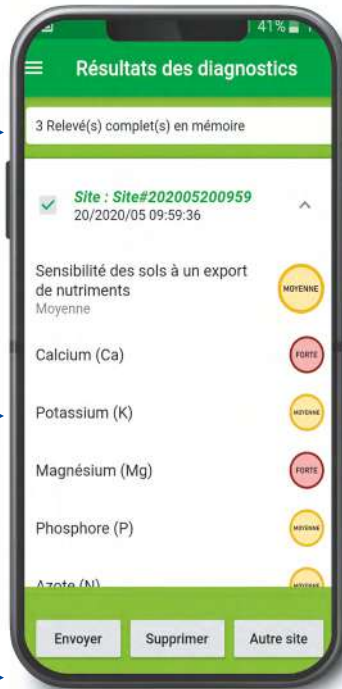 41%
Résultats des diagnostics
3 Relevé(s) complet(s) en mémoire
Site : Site#202005200959
20/2020/05 09:59:36
Sensibilité des sols à un export
de nutriments
Moyenne
MOYENNE
Calcium (Ca)
FORTE
Potassium (K)
MOYENNE
Magnésium (Mg)
FORTE
Phosphore (P)
MOYENNE
Azote (N)
MOYENNE
Envoyer
Supprimer
Autre site